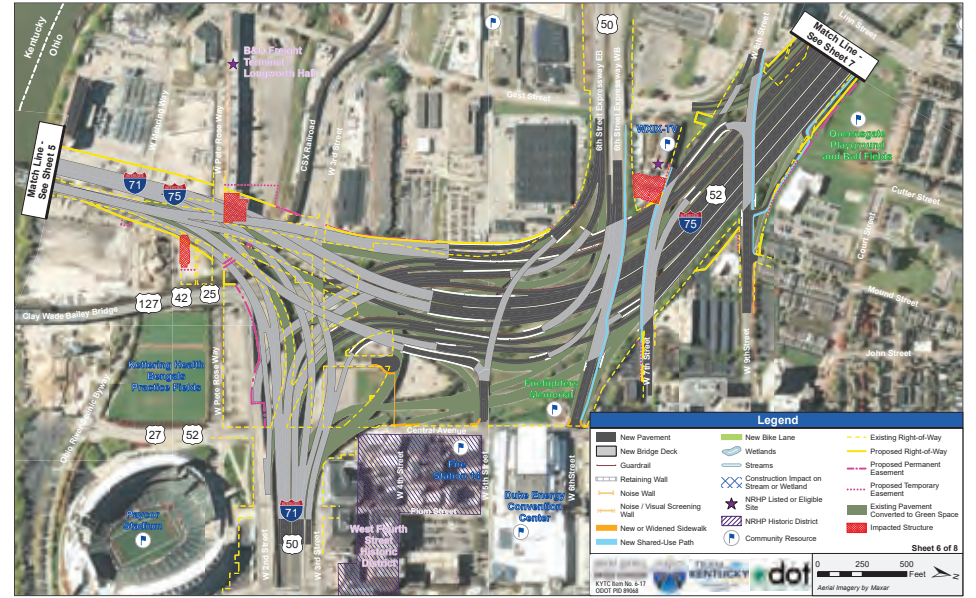 Kentucky
Ohio
B&O Freight
Terminal
Longworth Hall
W Mehring Way
W Pete Rose Way
CSX Railroad
W 3rd Street
Gest Street
50
6th Street Expressway EB
6th Street Expressway WB
WXIX-TV
Linn Street
Match Line -
See Sheet 7
Queensgate
Playground
and Ball Fields
Cutter Street
Court Street
Mound Street
John Street
Match Line -
See Sheet 5
71
75
52
75
127
42
25
Clay Wade Bailey Bridge
Kettering Health
Bengals
Practice Fields
W Pete Rose Way
27
52
Paycor
Stadium
71
50
W 2nd Street
W 3rd Street
Central Avenue
W 4th Street
Plum Street
West Fourth
Street
Historic
District
W 5th Street
Duke Energy
Convention
Center
W 6th Street
W 7th Street
W 9th Street
Legend
New Pavement
New Bridge Deck
Guardrail
Retaining Wall
Noise Wall
Noise / Visual Screening
Wall
New or Widened Sidewalk
New Shared-Use Path
New Bike Lane
Wetlands
Streams
Construction Impact on
Stream or Wetland
NRHP Listed or Eligible
Site
NRHP Historic District
Community Resource
Existing Right-of-Way
Proposed Right-of-Way
Proposed Permanent
Easement
Proposed Temporary
Easement
Existing Pavement
Converted to Green Space
Impacted Structure
Sheet 6 of 8
KYTC Item No. 6-17
ODOT PID 89068
KENTUCKY
dot
0 250 500
Feet
N
Aerial Imagery by Maxar